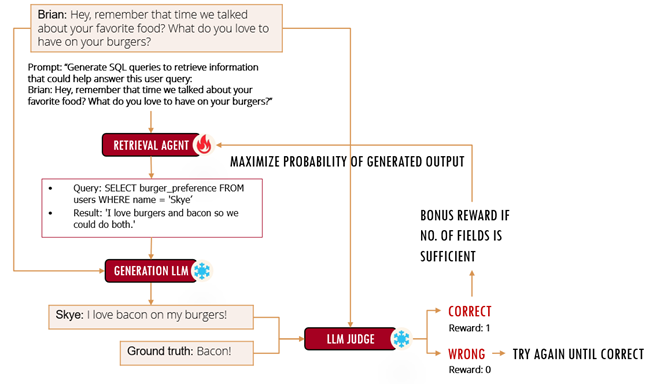 Brian: Hey, remember that time we talked
about your favorite food? What do you love to
have on your burgers?
Prompt: “Generate SQL queries to retrieve information
that could help answer this user query:
Brian: Hey, remember that time we talked about your
favorite food? What do you love to have on your burgers?”
RETRIEVAL AGENT
MAXIMIZE PROBABILITY OF GENERATED OUTPUT
• Query: SELECT burger_preference FROM
users WHERE name = 'Skye’
• Result: 'I love burgers and bacon so we
could do both.'
BONUS REWARD IF
NO. OF FIELDS IS
SUFFICIENT
GENERATION LLM
Skye: I love bacon on my burgers!
Ground truth: Bacon!
LLM JUDGE
CORRECT
Reward: 1
WRONG
Reward: 0
TRY AGAIN UNTIL CORRECT